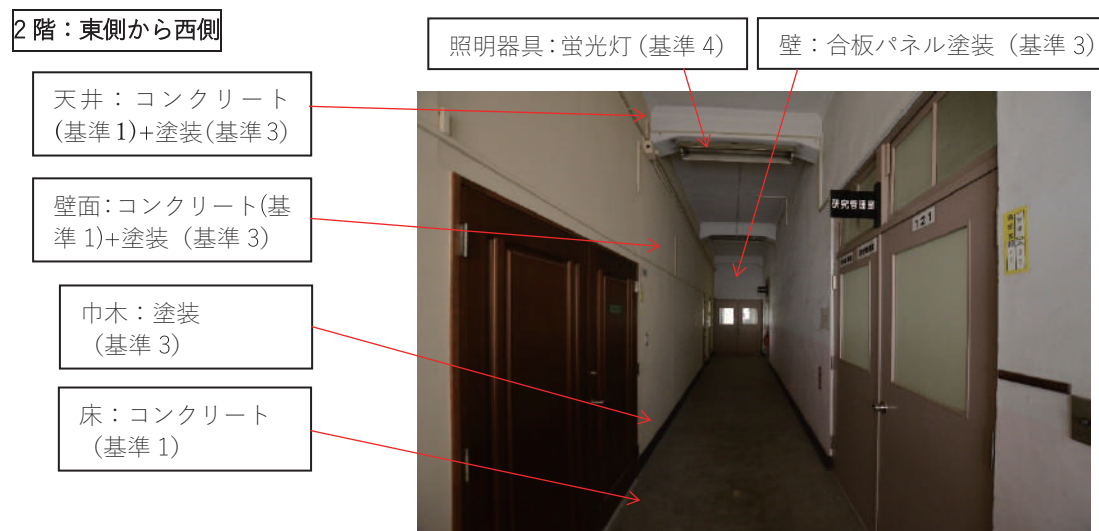 2階：東側から西側
照明器具：蛍光灯（基準4）
壁：合板パネル塗装（基準3）
天井：コンクリート
(基準1)+塗装(基準3)
壁面：コンクリート(基
準1)+塗装（基準3）
巾木：塗装
（基準3）
床：コンクリート
（基準1）
研究管理室
121